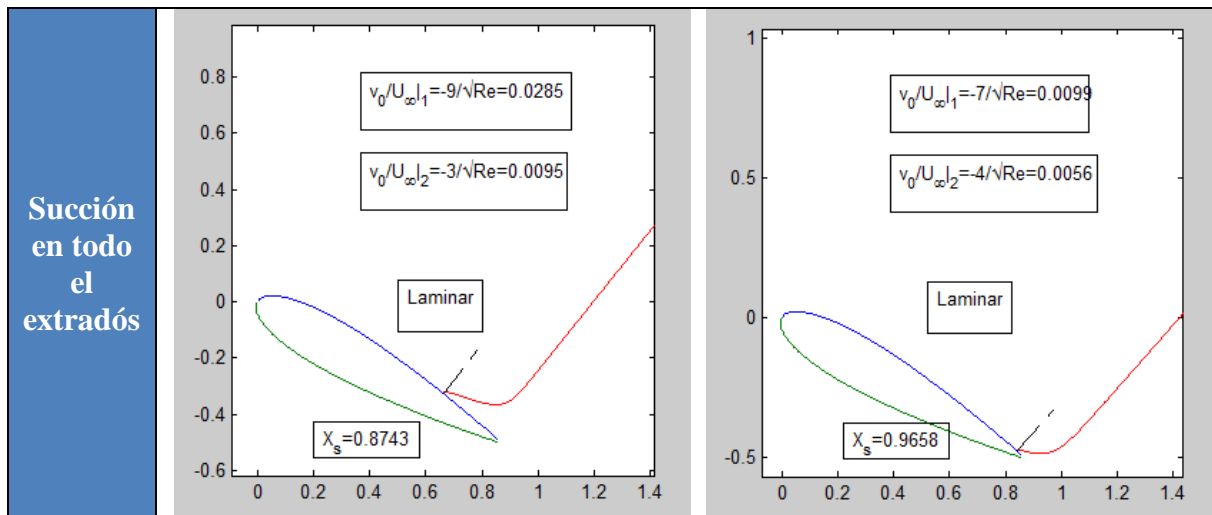 Succión
en todo
el
extradós
0.8
0.6
0.4
0.2
0
-0.2
-0.4
-0.6
v₀/U∞|₁=-9/√Re=0.0285
v₀/U∞|₂=-3/√Re=0.0095
Laminar
Xₛ=0.8743
0 0.2 0.4 0.6 0.8 1 1.2 1.4
1
0.5
0
-0.5
v₀/U∞|₁=-7/√Re=0.0099
v₀/U∞|₂=-4/√Re=0.0056
Laminar
Xₛ=0.9658
0 0.2 0.4 0.6 0.8 1 1.2 1.4